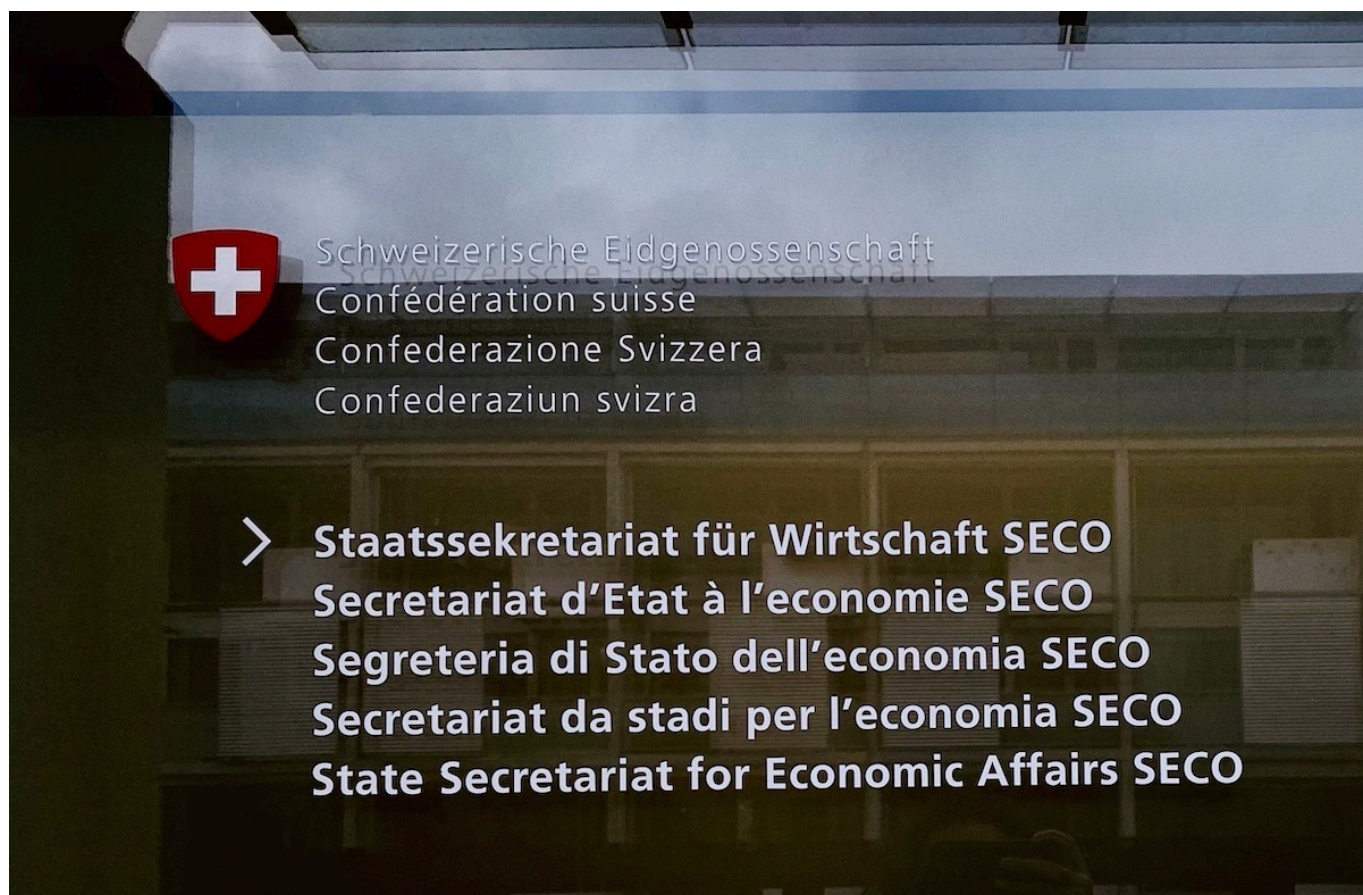 Schweizerische Eidgenossenschaft
Confédération suisse
Confederazione Svizzera
Confederaziun svizra
Staatssekretariat für Wirtschaft SECO
Secretariat d'Etat à l'economie SECO
Segreteria di Stato dell'economia SECO
Secretariat da stadi per l'economia SECO
State Secretariat for Economic Affairs SECO